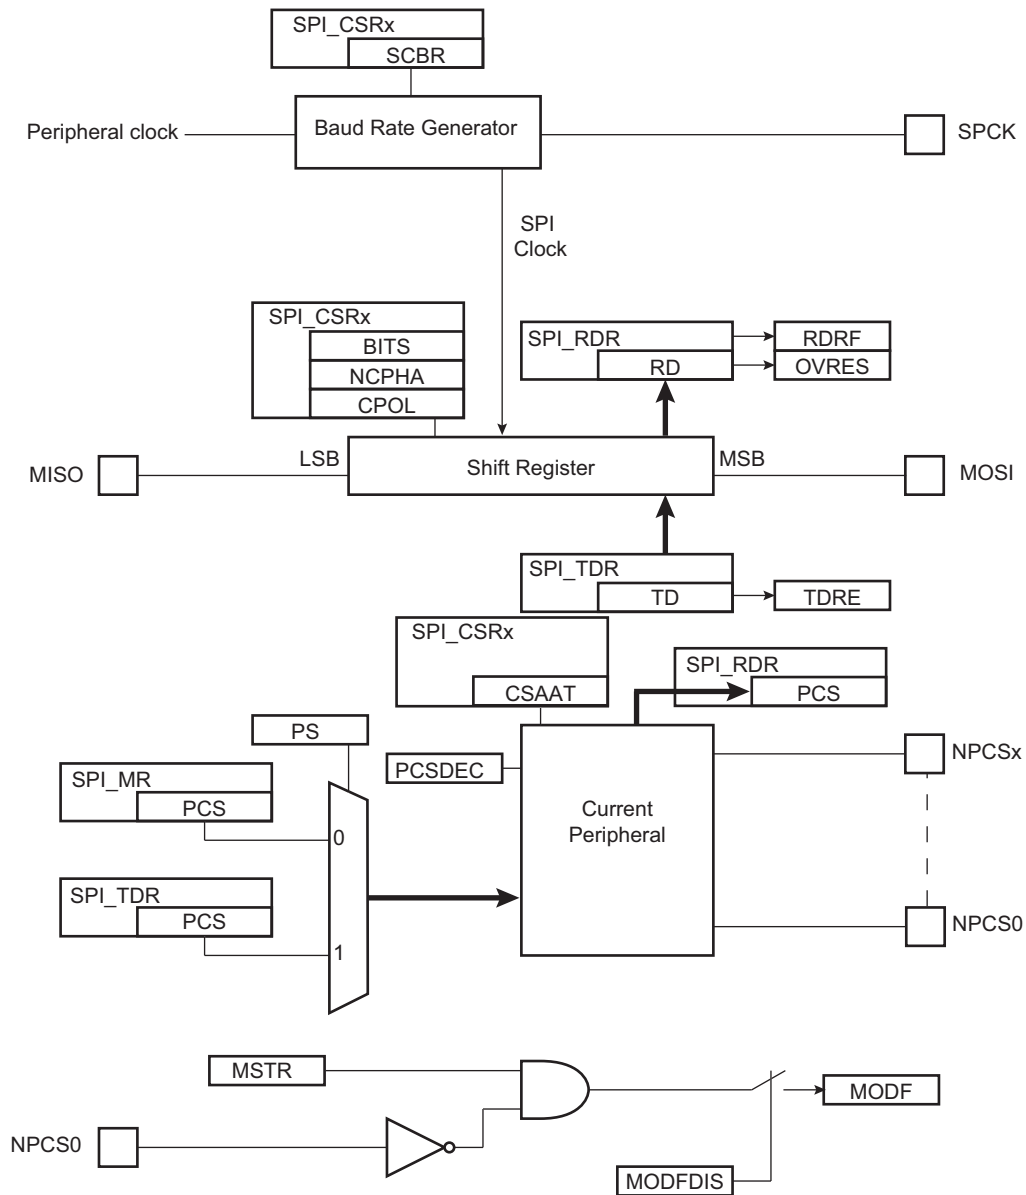 SPI_CSRx
SCBR
Peripheral clock
Baud Rate Generator
SPCK
SPI
Clock
SPI_CSRx
BITS
NCPHA
CPOL
SPI_RDR
RD
RDRF
OVRES
MISO
LSB
Shift Register
MSB
MOSI
SPI_TDR
TD
TDRE
SPI_CSRx
CSAAT
SPI_RDR
PCS
PS
PCSDEC
NPCSx
SPI_MR
PCS
0
Current
Peripheral
SPI_TDR
PCS
1
NPCS0
MSTR
MODF
NPCS0
MODFDIS